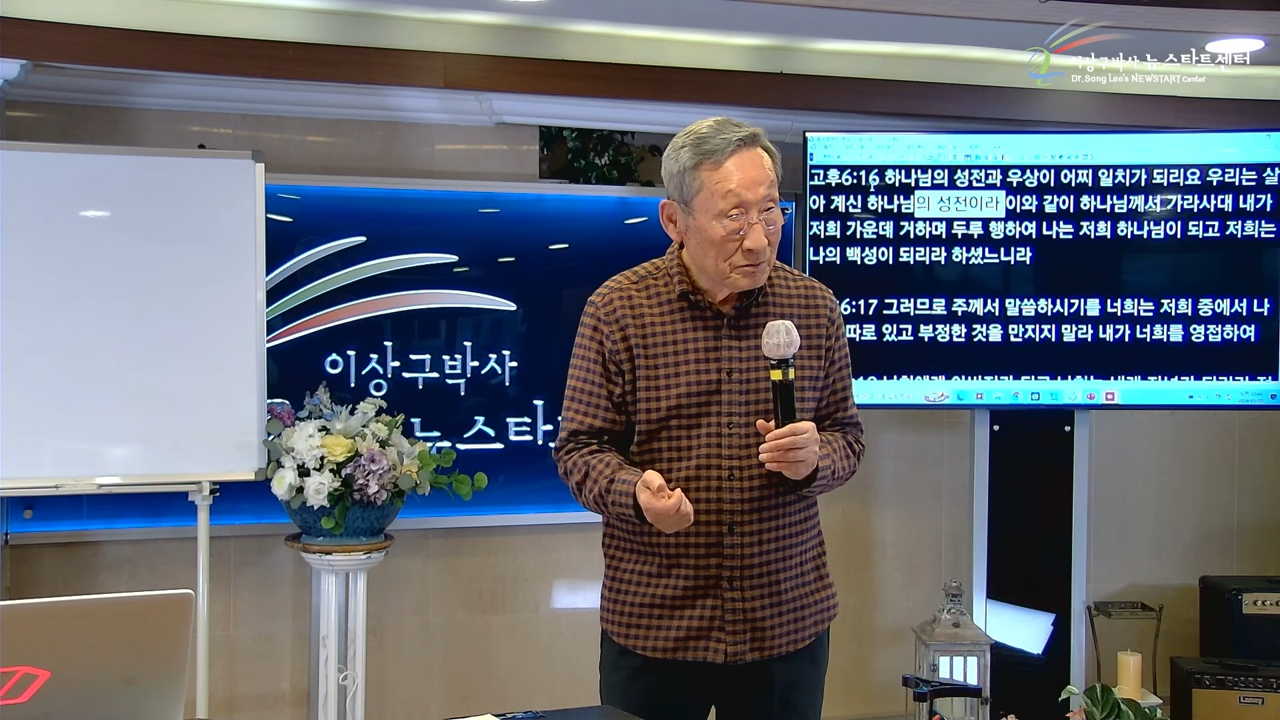 이상구박사 뉴스타트센터
Dr. Sang Lee's NEWSTART Center
고후6:16 하나님의 성전과 우상이 어찌 일치가 되리요 우리는 살
아 계신 하나님의 성전이라 이와 같이 하나님께서 가라사대 내가
저희 가운데 거하며 두루 행하여 나는 저희 하나님이 되고 저희는
나의 백성이 되리라 하셨느니라
6:17 그러므로 주께서 말씀하시기를 너희는 저희 중에서 나
따로 있고 부정한 것을 만지지 말라 내가 너희를 영접하여
이상구박사
뉴스타트
Laney